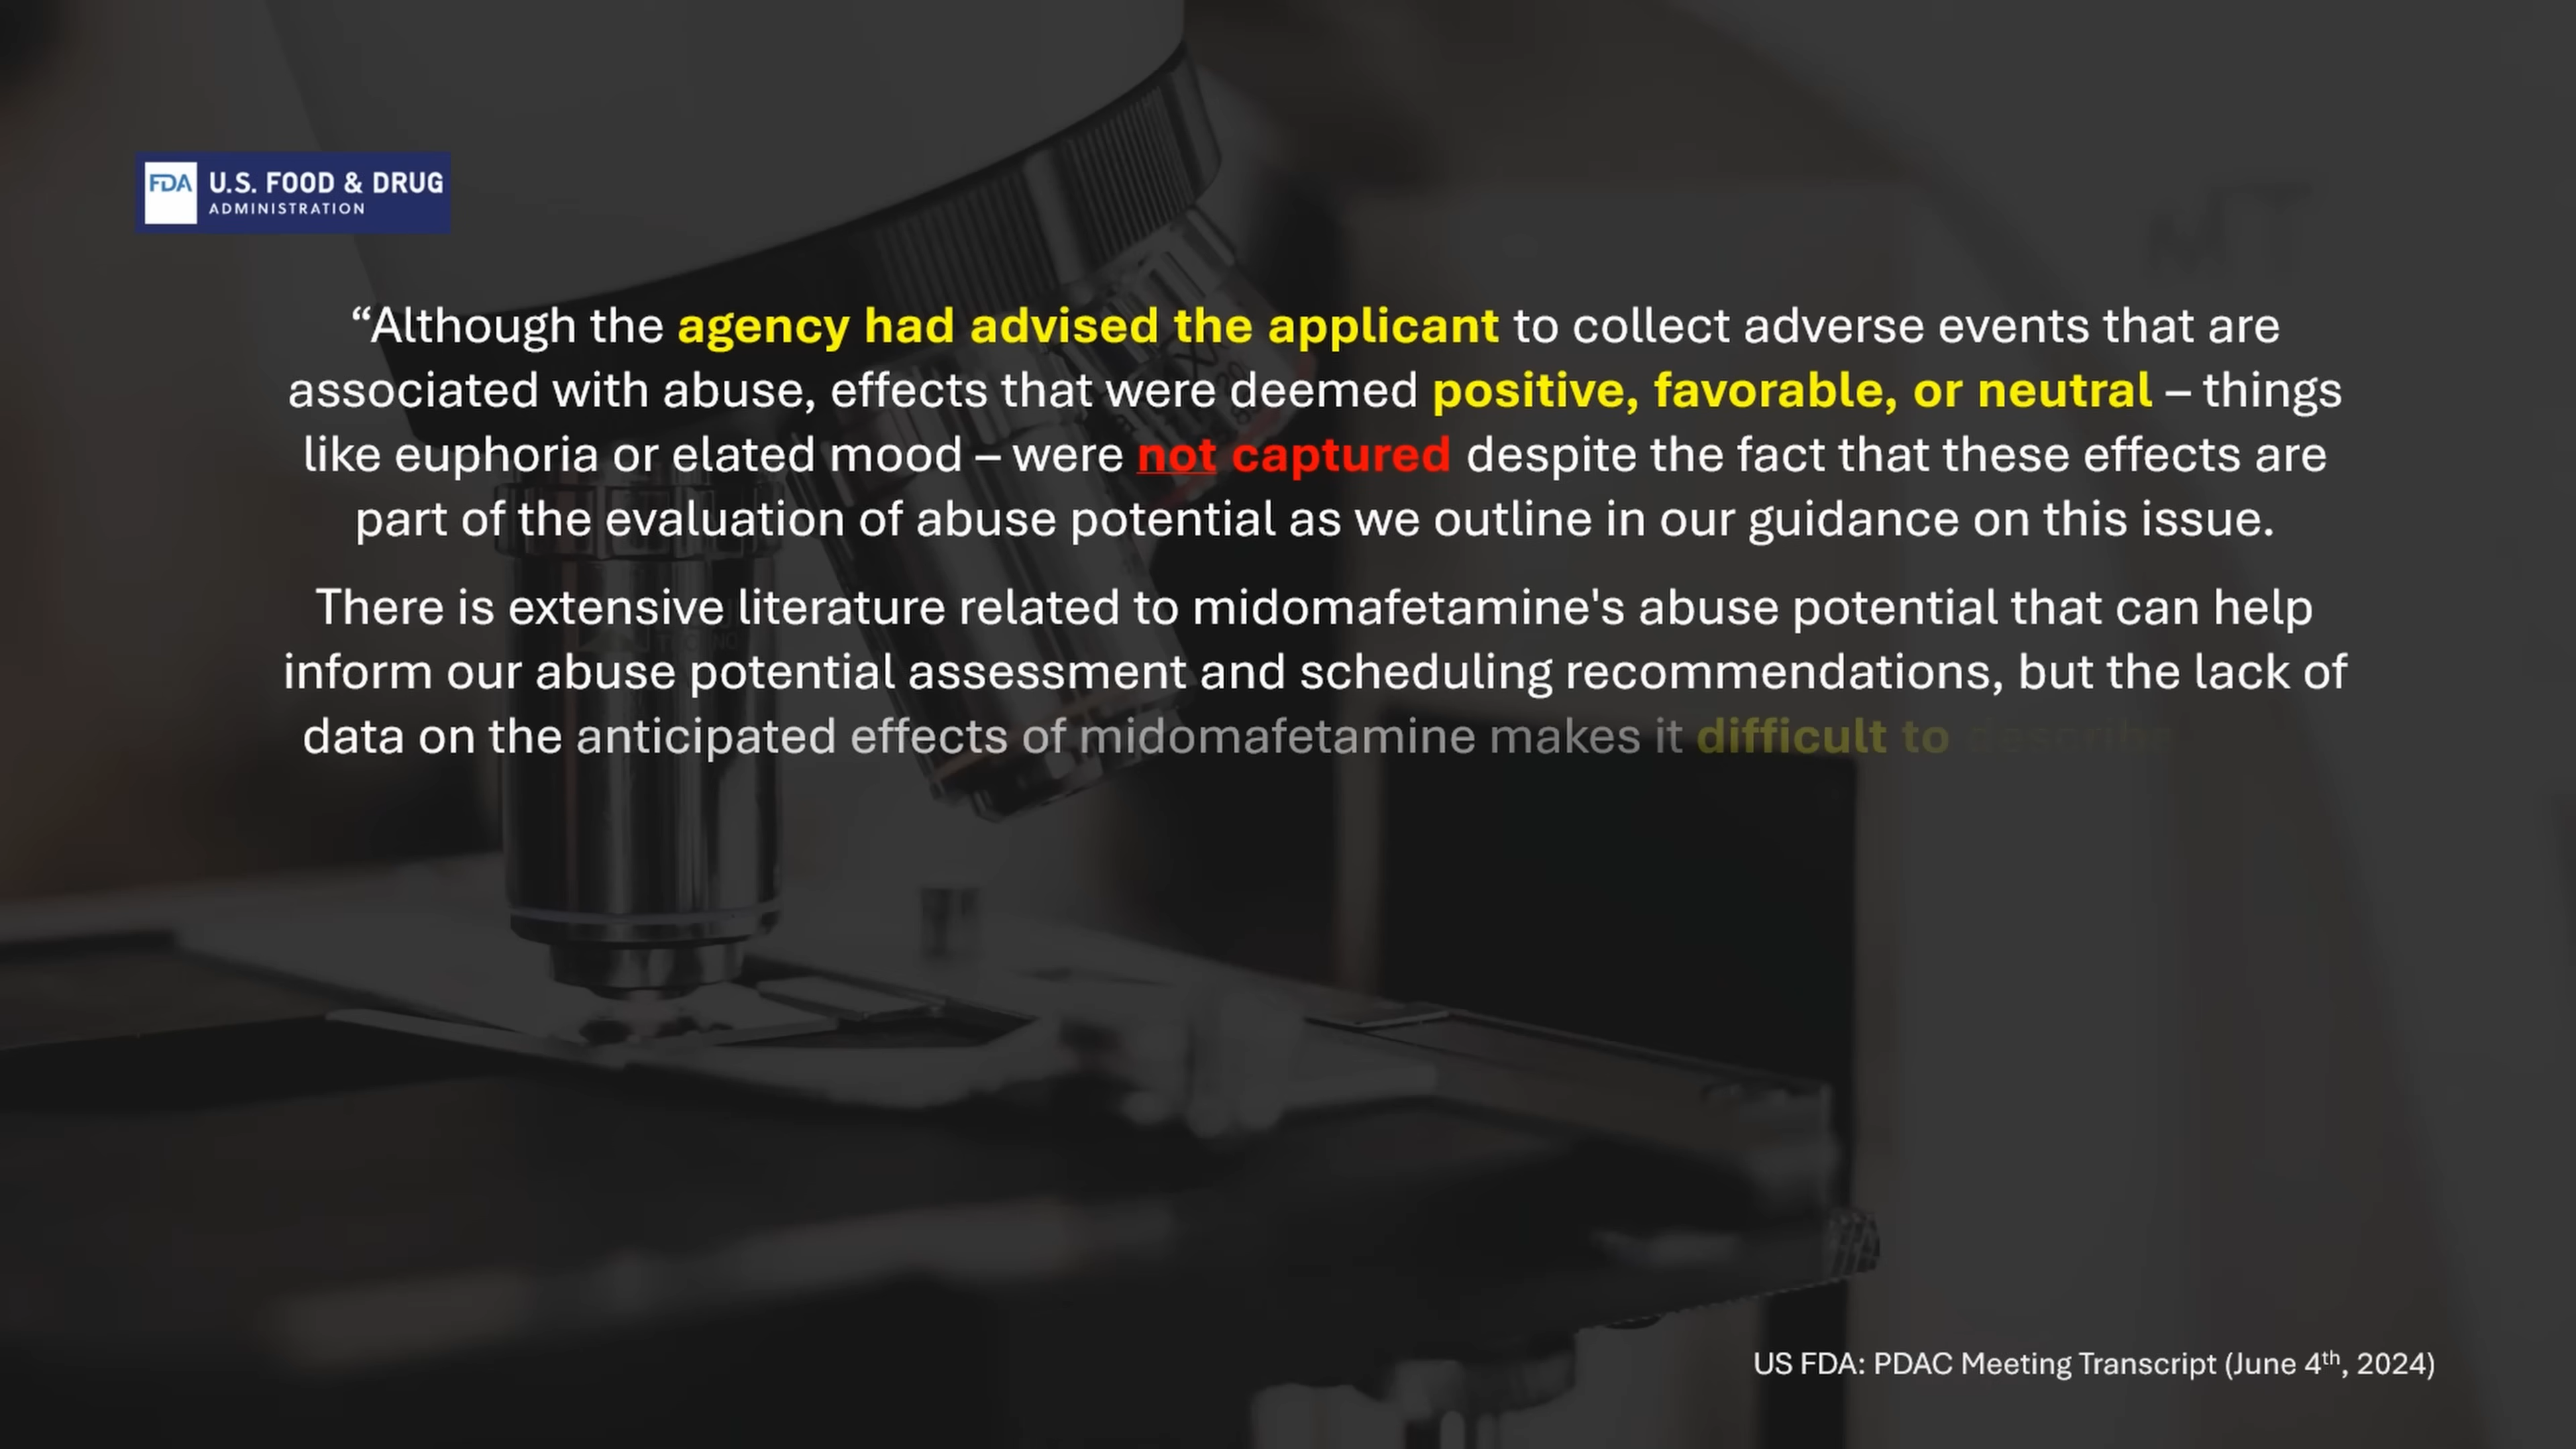 FDA U.S. FOOD & DRUG
ADMINISTRATION
“Although the agency had advised the applicant to collect adverse events that are
associated with abuse, effects that were deemed positive, favorable, or neutral – things
like euphoria or elated mood – were not captured despite the fact that these effects are
part of the evaluation of abuse potential as we outline in our guidance on this issue.
There is extensive literature related to midomafetamine's abuse potential that can help
inform our abuse potential assessment and scheduling recommendations, but the lack of
data on the anticipated effects of midomafetamine makes it difficult to describe
US FDA: PDAC Meeting Transcript (June 4th, 2024)